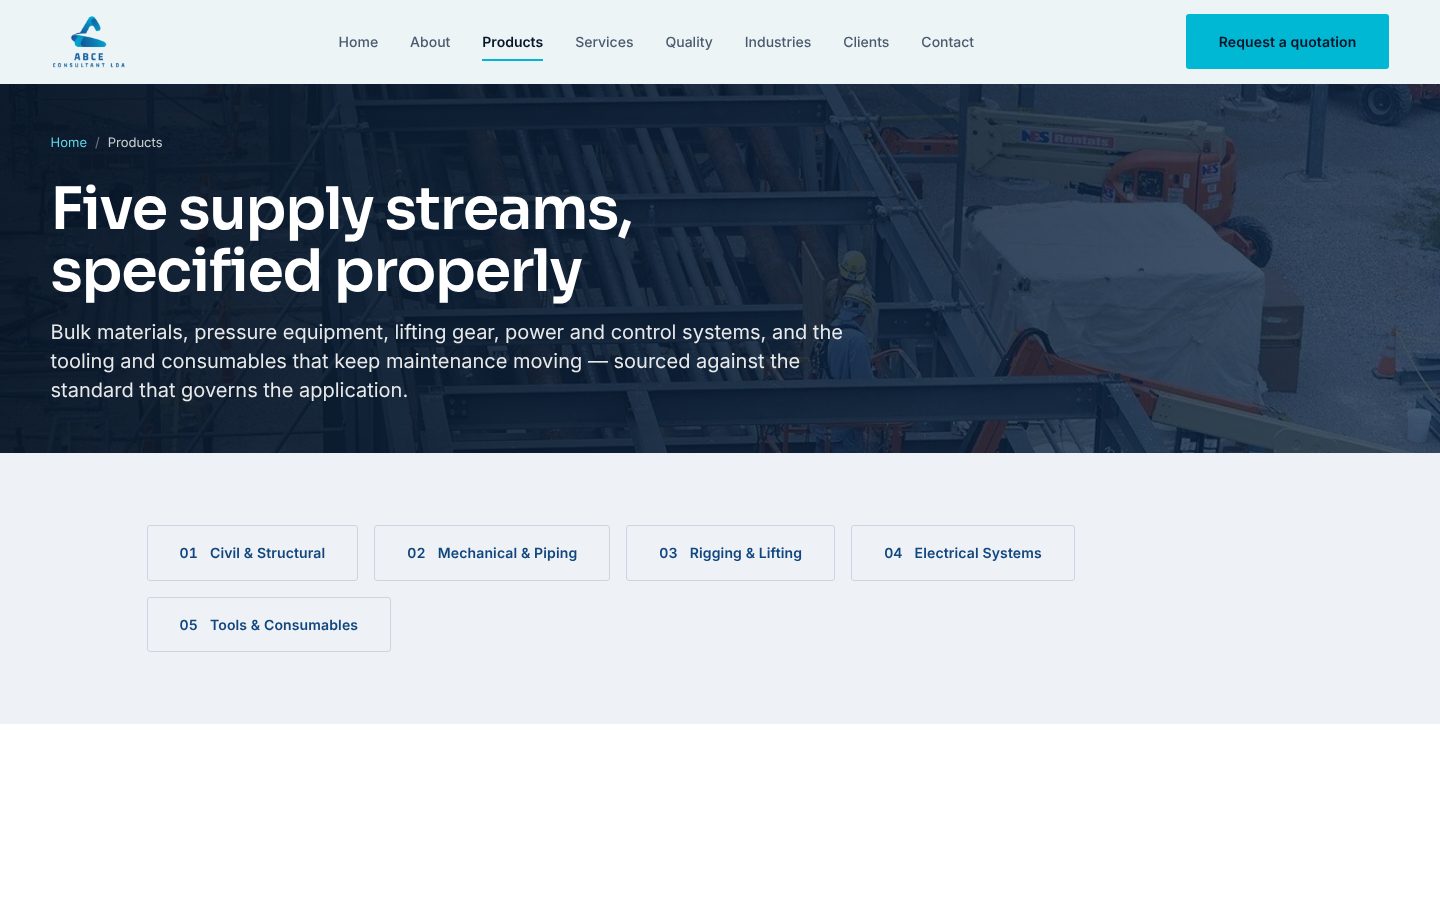 ABCE
CONSULTANT LDA
Home
About
Products
Services
Quality
Industries
Clients
Contact
Request a quotation
Home / Products
Five supply streams,
specified properly
Bulk materials, pressure equipment, lifting gear, power and control systems, and the
tooling and consumables that keep maintenance moving — sourced against the
standard that governs the application.
NES Rentals
01 Civil & Structural
02 Mechanical & Piping
03 Rigging & Lifting
04 Electrical Systems
05 Tools & Consumables